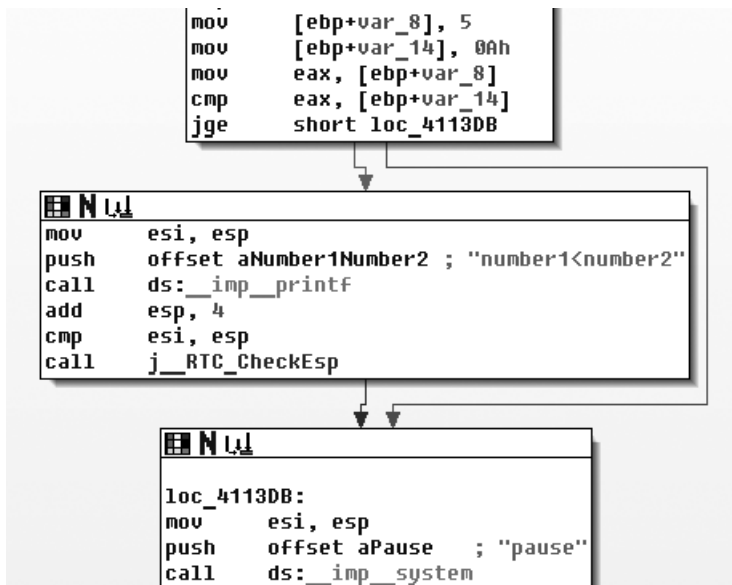 mov [ebp+var_8], 5
mov [ebp+var_14], 0Ah
mov eax, [ebp+var_8]
cmp eax, [ebp+var_14]
jge short loc_4113DB
N
mov esi, esp
push offset aNumber1Number2 ; "number1<number2"
call ds:__imp__printf
add esp, 4
cmp esi, esp
call j__RTC_CheckEsp
N
loc_4113DB:
mov esi, esp
push offset aPause ; "pause"
call ds:__imp__system